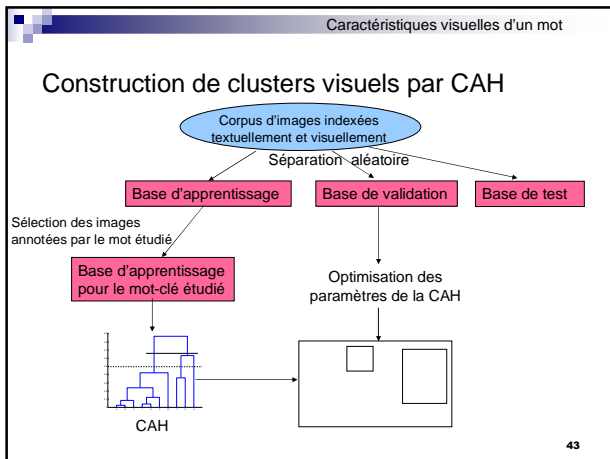 Caractéristiques visuelles d'un mot
Construction de clusters visuels par CAH
Corpus d'images indexées
textuellement et visuellement
Séparation aléatoire
Base d'apprentissage
Base de validation
Base de test
Sélection des images
annotées par le mot étudié
Base d'apprentissage
pour le mot-clé étudié
Optimisation des
paramètres de la CAH
CAH
43